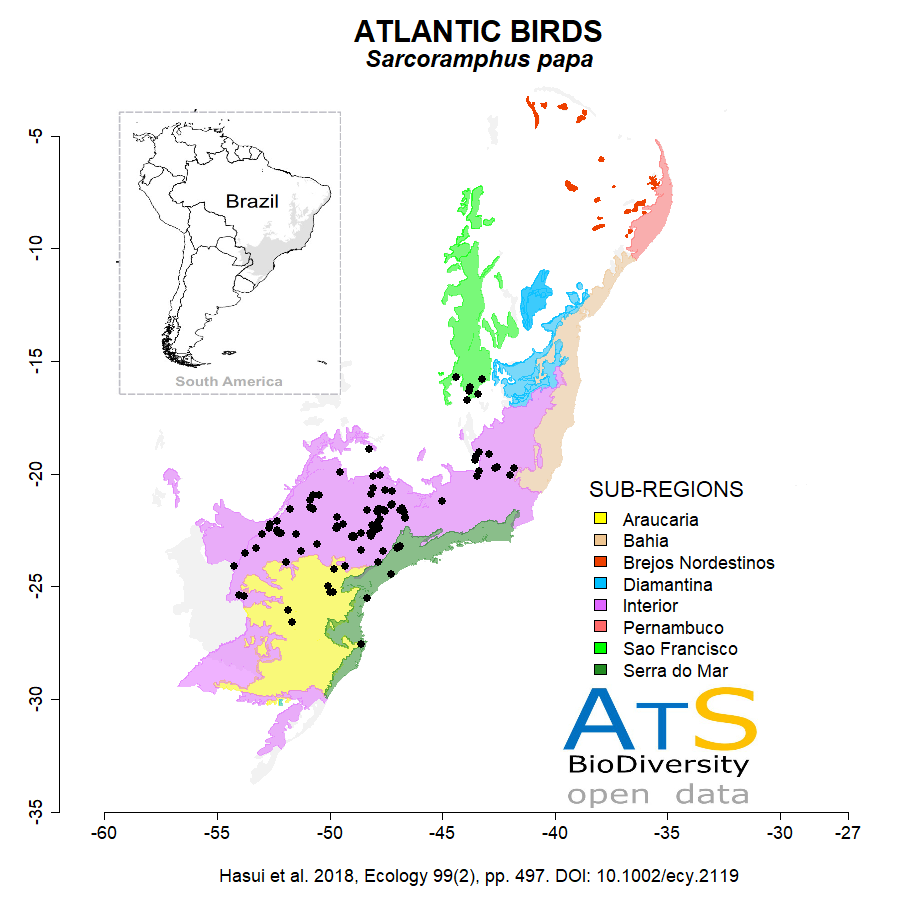 ATLANTIC BIRDS
Sarcoramphus papa
Brazil
South America
-5
-10
-15
-20
-25
-30
-35
SUB-REGIONS
Araucaria
Bahia
Brejos Nordestinos
Diamantina
Interior
Pernambuco
Sao Francisco
Serra do Mar
ATS
BioDiversity
open data
-60
-55
-50
-45
-40
-35
-30
-27
Hasui et al. 2018, Ecology 99(2), pp. 497. DOI: 10.1002/ecy.2119